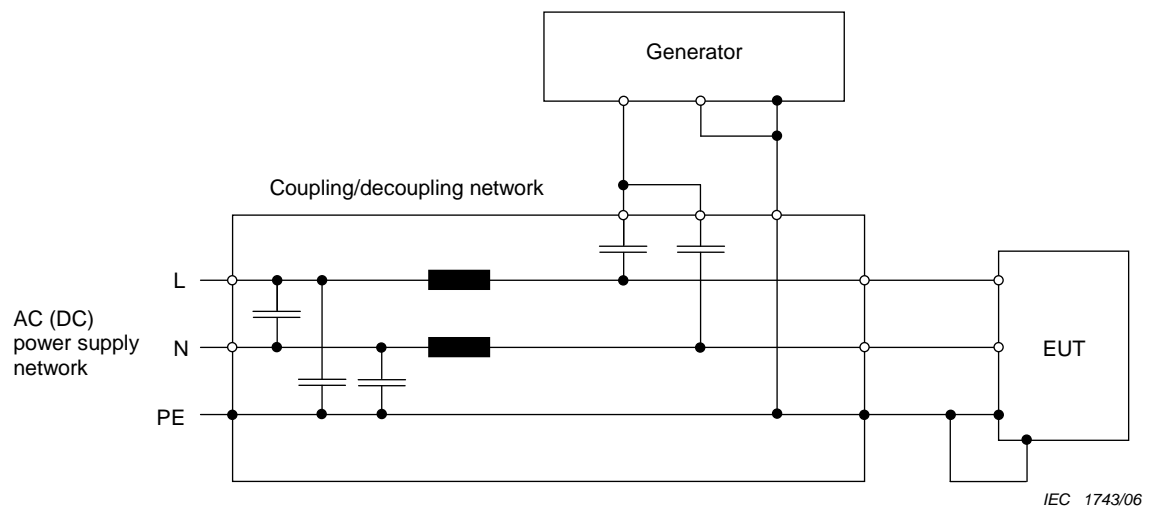 Generator
Coupling/decoupling network
L
AC (DC)
power supply
network
N
EUT
PE
IEC 1743/06